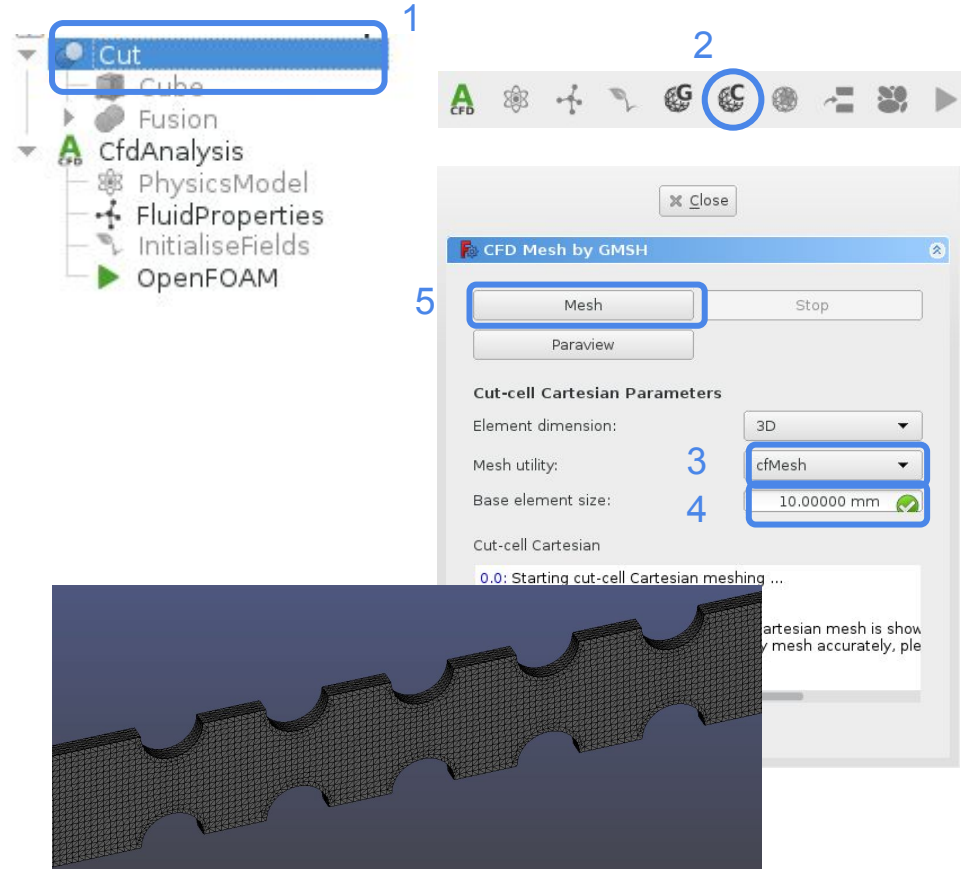 1
Cut
Cube
Fusion
A
CFD
CfdAnalysis
PhysicsModel
FluidProperties
InitialiseFields
OpenFOAM
2
A
CFD
G
C
Close
CFD Mesh by GMSH
5
Mesh
Stop
Paraview
Cut-cell Cartesian Parameters
Element dimension:
3D
Mesh utility:
3
cfMesh
Base element size:
4
10.00000 mm
Cut-cell Cartesian
0.0: Starting cut-cell Cartesian meshing ...
artesian mesh is show
y mesh accurately, ple